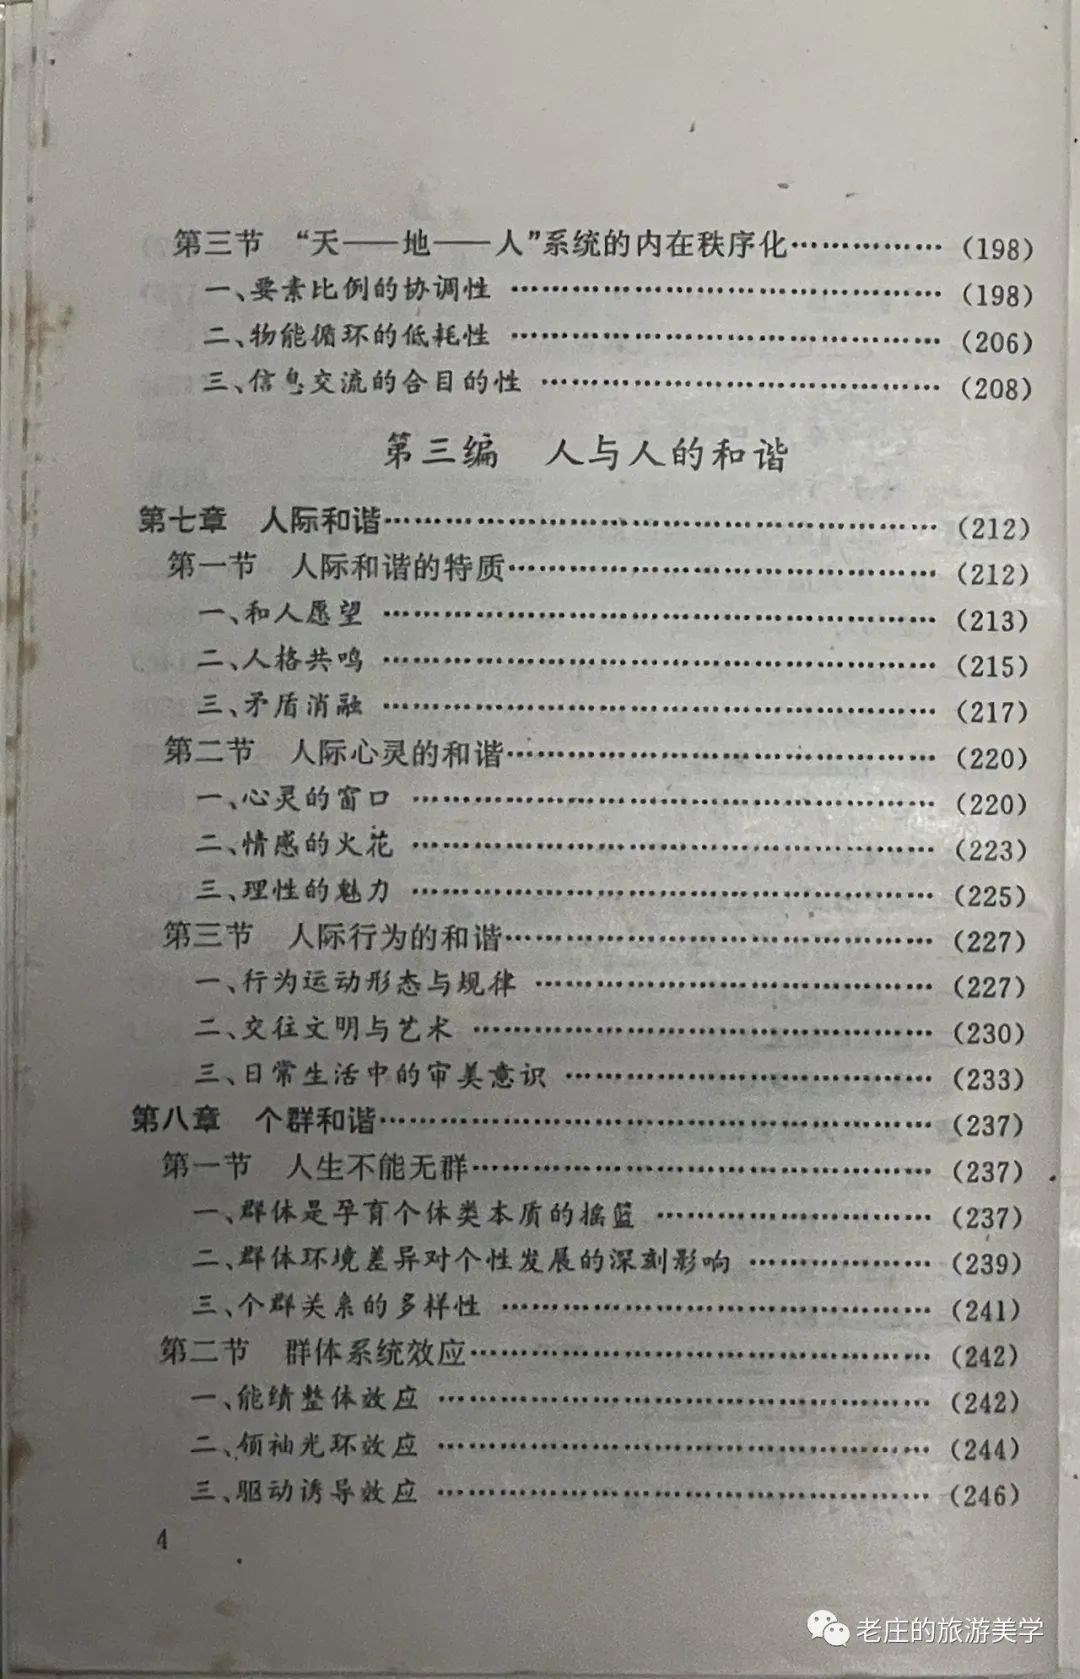 第三节 “天——地——人”系统的内在秩序化……………(198)
一、要素比例的协调性 ……………………………………(198)
二、物能循环的低耗性 ……………………………………(206)
三、信息交流的合目的性 …………………………………(208)
第三编 人与人的和谐
第七章 人际和谐………………………………………………(212)
第一节 人际和谐的特质……………………………………(212)
一、和人愿望 ………………………………………………(213)
二、人格共鸣 ………………………………………………(215)
三、矛盾消融 ………………………………………………(217)
第二节 人际心灵的和谐……………………………………(220)
一、心灵的窗口 ……………………………………………(220)
二、情感的火花 ……………………………………………(223)
三、理性的魅力 ……………………………………………(225)
第三节 人际行为的和谐……………………………………(227)
一、行为运动形态与规律 …………………………………(227)
二、交往文明与艺术 ………………………………………(230)
三、日常生活中的审美意识 ………………………………(233)
第八章 个群和谐………………………………………………(237)
第一节 人生不能无群………………………………………(237)
一、群体是孕育个体类本质的摇篮 ………………………(237)
二、群体环境差异对个性发展的深刻影响 ………………(239)
三、个群关系的多样性 ……………………………………(241)
第二节 群体系统效应………………………………………(242)
一、能绩整体效应 …………………………………………(242)
二、领袖光环效应 …………………………………………(244)
三、驱动诱导效应 …………………………………………(246)
4
老庄的旅游美学